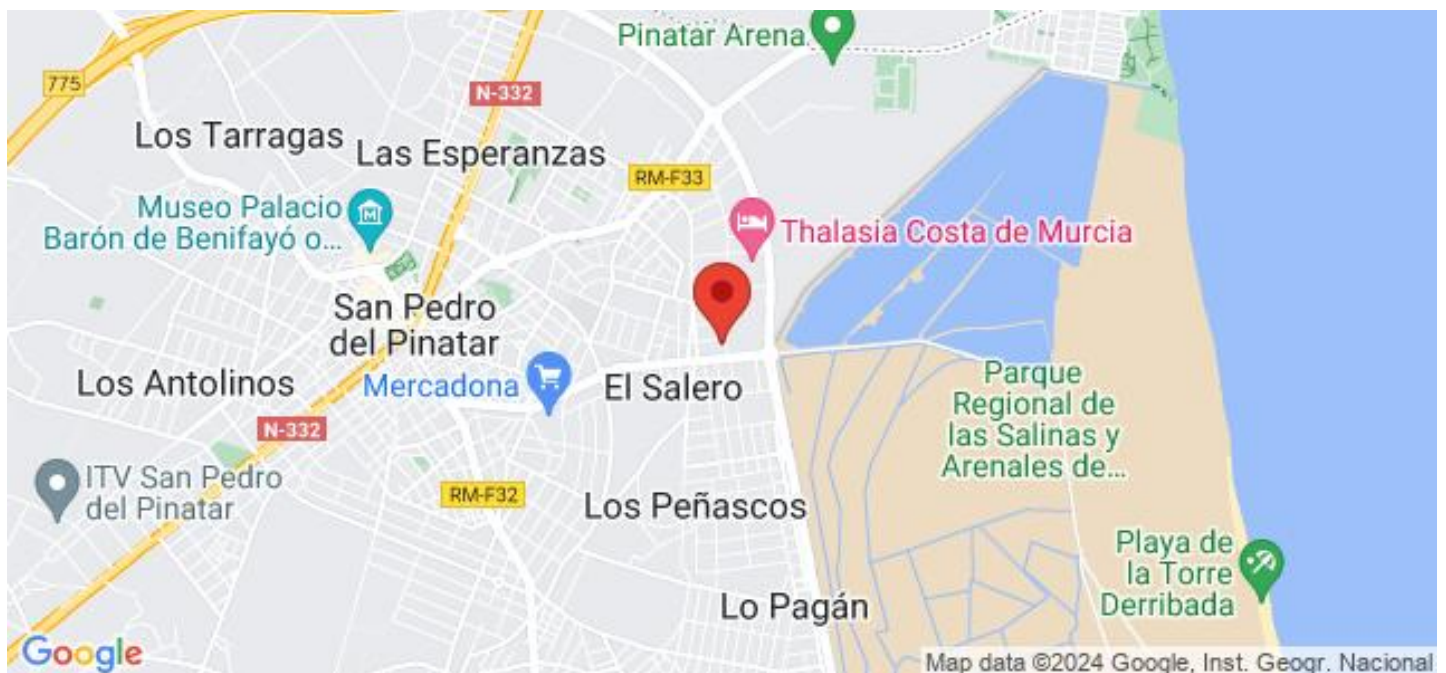 Pinatar Arena
775
N-332
Los Tarragas
Las Esperanzas
RM-F33
Museo Palacio
Barón de Benifayó o...
Thalasia Costa de Murcia
San Pedro
del Pinatar
Mercadona
El Salero
Los Antolinos
Parque
Regional de
las Salinas y
Arenales de...
N-332
ITV San Pedro
del Pinatar
RM-F32
Los Peñascos
Playa de
la Torre
Derribada
Lo Pagán
Google
Map data ©2024 Google, Inst. Geogr. Nacional